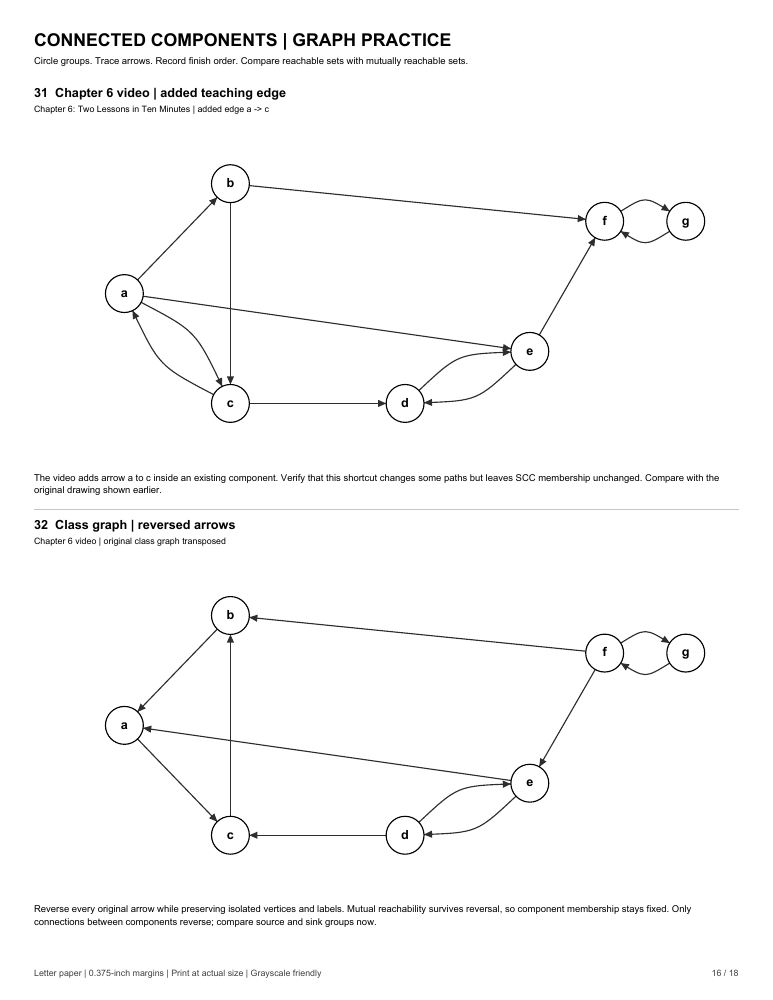 CONNECTED COMPONENTS | GRAPH PRACTICE
Circle groups. Trace arrows. Record finish order. Compare reachable sets with mutually reachable sets.
31 Chapter 6 video | added teaching edge
Chapter 6: Two Lessons in Ten Minutes | added edge a -> c
b
f
g
a
e
c
d
The video adds arrow a to c inside an existing component. Verify that this shortcut changes some paths but leaves SCC membership unchanged. Compare with the
original drawing shown earlier.
32 Class graph | reversed arrows
Chapter 6 video | original class graph transposed
b
f
g
a
e
c
d
Reverse every original arrow while preserving isolated vertices and labels. Mutual reachability survives reversal, so component membership stays fixed. Only
connections between components reverse; compare source and sink groups now.
Letter paper | 0.375-inch margins | Print at actual size | Grayscale friendly
16 / 18